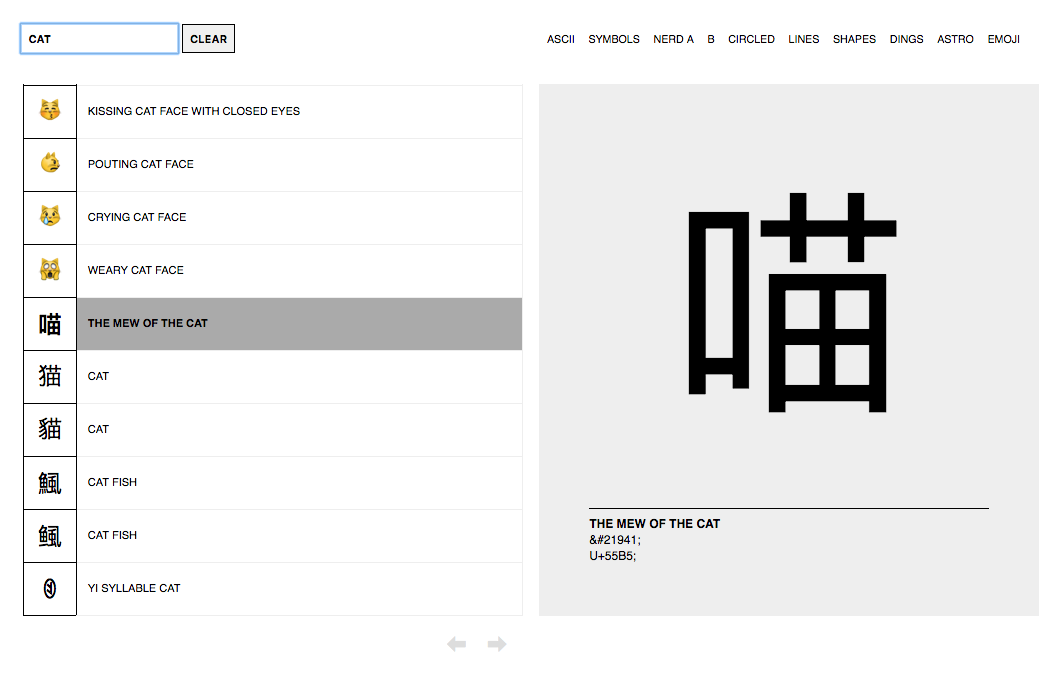 CAT CLEAR ASCII SYMBOLS NERD A B CIRCLED LINES SHAPES DINGS ASTRO EMOJI
😽 KISSING CAT FACE WITH CLOSED EYES
😾 POUTING CAT FACE
😿 CRYING CAT FACE
🙀 WEARY CAT FACE
喵 THE MEW OF THE CAT
猫 CAT
貓 CAT
CAT FISH
CAT FISH
YI SYLLABLE CAT
喵
THE MEW OF THE CAT
&#21941;
U+55B5;